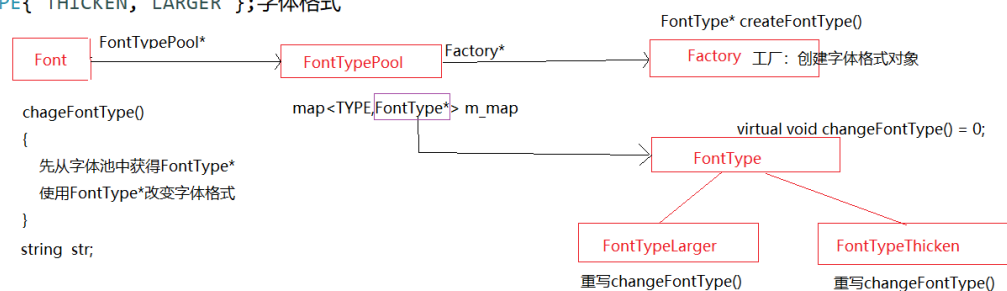 PE{ THICKEN, LARGER };字体格式
FontType* createFontType()
Font
FontTypePool*
FontTypePool
Factory*
Factory 工厂：创建字体格式对象
chageFontType()
{
先从字体池中获得FontType*
使用FontType*改变字体格式
}
string str;
map<TYPE,FontType*> m_map
virtual void changeFontType() = 0;
FontType
FontTypeLarger
FontTypeThicken
重写changeFontType()
重写changeFontType()